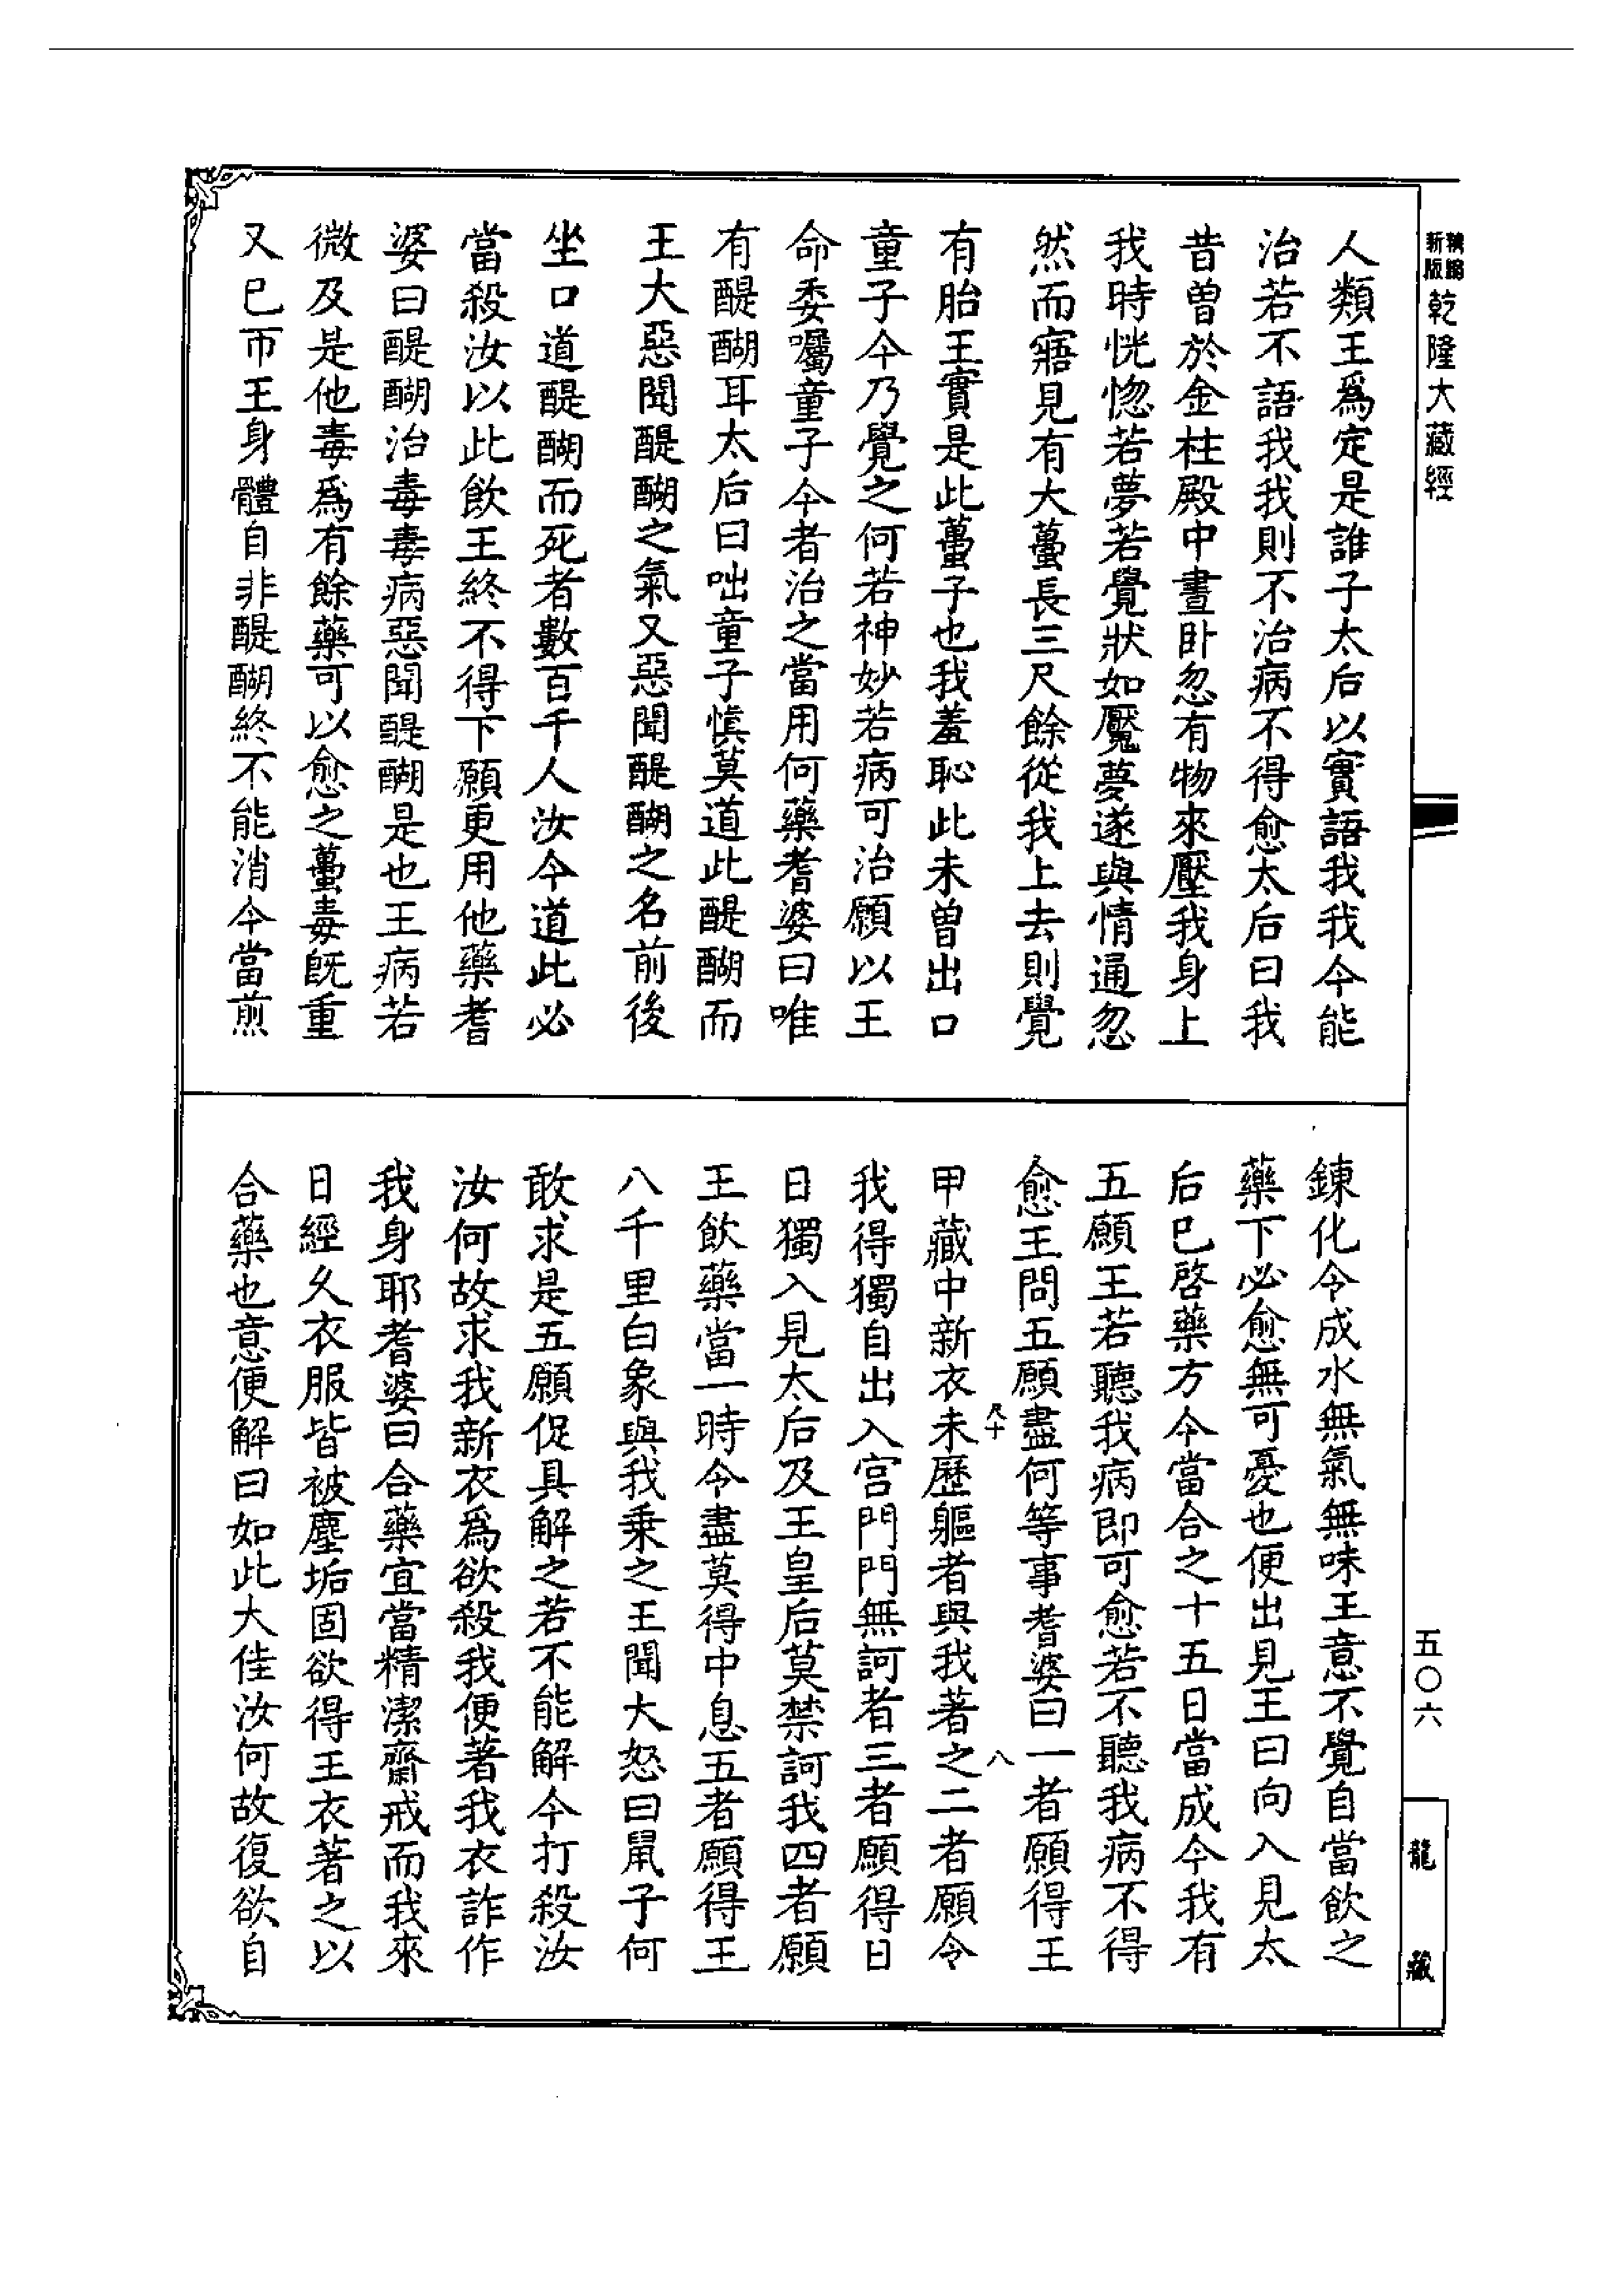 新版
乾隆大藏經
人類王爲定是誰子太后以實語我我今能
治若不語我我則不治病不得愈太后曰我
昔曾於金柱殿中晝卧忽有物來壓我身上
我時恍惚若夢若覺狀如魘夢遂與情通忽
然而寤見有大蠆長三尺餘從我上去則覺
有胎王實是此蠆子也我羞恥此未曾出口
童子今乃覺之何若神妙若病可治願以王
命委囑童子今者治之當用何藥耆婆曰唯
有醍醐耳太后曰咄童子愼莫道此醍醐而
王大惡聞醍醐之氣又惡聞醍醐之名前後
坐口道醍醐而死者數百千人汝今道此必
當殺汝以此飲王終不得下願更用他藥耆
婆曰醍醐治毒毒病惡聞醍醐是也王病若
微及是他毒爲有餘藥可以愈之蠆毒旣重
又已帀王身體自非醍醐終不能消今當煎
鍊化令成水無氣無味王意不覺自當飲之
藥下必愈無可憂也便出見王曰向入見太
后已啓藥方今當合之十五日當成今我有
五願王若聽我病即可愈若不聽我病不得
愈王問五願盡何等事耆婆曰一者願得王
甲藏中新衣未歷軀者與我著之二者願令
我得獨自出入宫門門無訶者三者願得日
日獨入見太后及王皇后莫禁訶我四者願
王飲藥當一時令盡莫得中息五者願得王
八千里白象與我乗之王聞大怒曰鼠子何
敢求是五願促具解之若不能解今打殺汝
汝何故求我新衣爲欲殺我便著我衣詐作
我身耶耆婆曰合藥宜當精潔齋戒而我來
日經久衣服皆被塵垢固欲得王衣著之以
合藥也意便解曰如此大佳汝何故復欲自
尺十
八
五〇六
龍藏